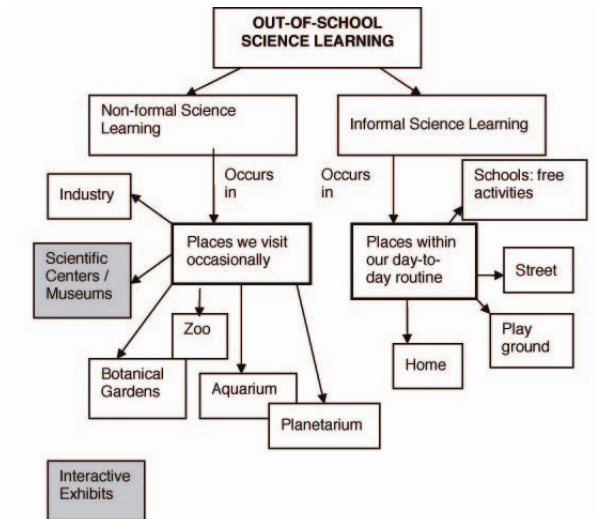 OUT-OF-SCHOOL
SCIENCE LEARNING
Non-formal Science
Learning
Informal Science Learning
Occurs
in
Occurs
in
Schools: free
activities
Industry
Places we visit
occasionally
Places within
our day-to-
day routine
Scientific
Centers /
Museums
Street
Zoo
Play
ground
Botanical
Gardens
Home
Aquarium
Planetarium
Interactive
Exhibits